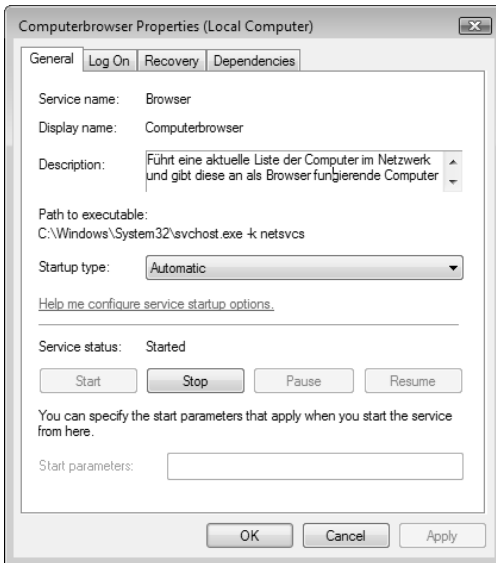 Computerbrowser Properties (Local Computer)
General Log On Recovery Dependencies
Service name: Browser
Display name: Computerbrowser
Description: Führt eine aktuelle Liste der Computer im Netzwerk
und gibt diese an als Browser fungierende Computer
Path to executable:
C:\Windows\System32\svchost.exe -k netsvcs
Startup type: Automatic
Help me configure service startup options.
Service status: Started
Start Stop Pause Resume
You can specify the start parameters that apply when you start the service
from here.
Start parameters:
OK Cancel Apply